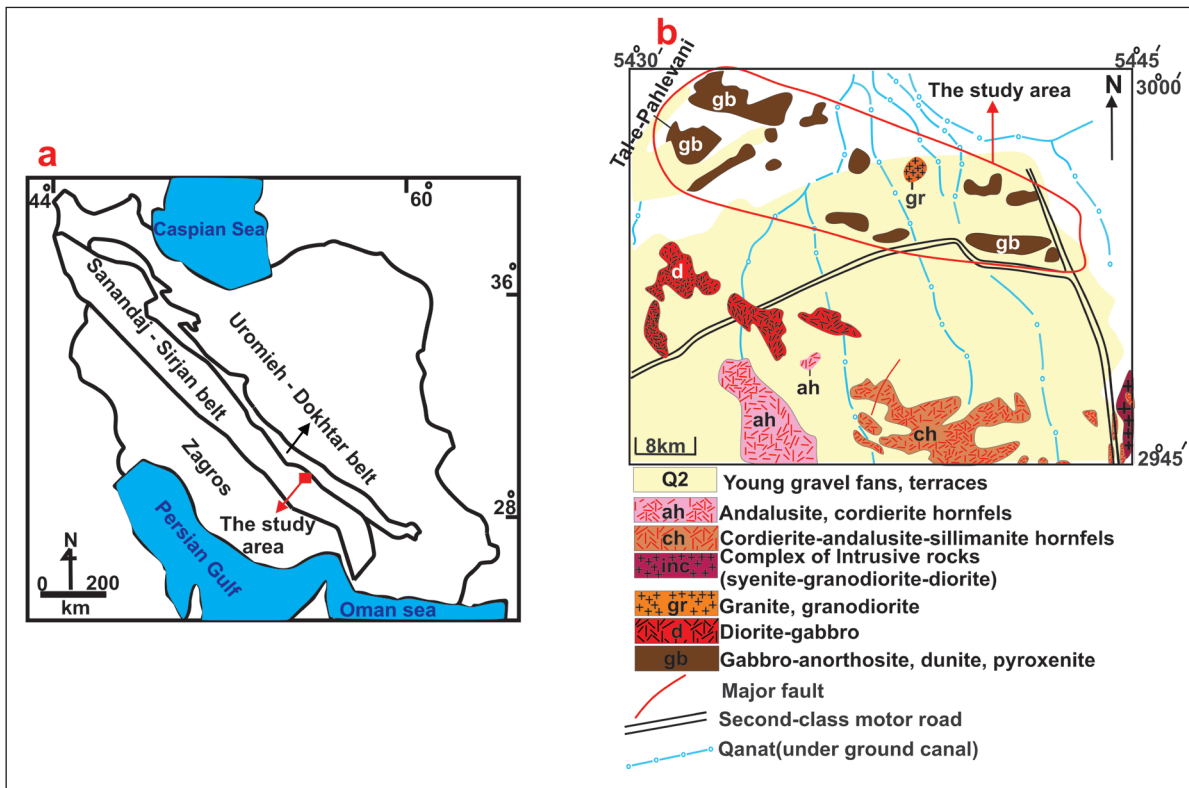 a
44°
60°
Caspian Sea
36°
Sanandaj - Sirjan belt
Uromieh - Dokhtar belt
Zagros
28°
The study
area
N
0 200
km
Persian Gulf
Oman sea
b
5430′
5445′
3000′
gb
The study area
N
Tal-e-Pahlevani
gb
gr
gb
d
ah
ah
ch
8km
2945′
Q2 Young gravel fans, terraces
ah Andalusite, cordierite hornfels
ch Cordierite-andalusite-sillimanite hornfels
inc Complex of Intrusive rocks
(syenite-granodiorite-diorite)
gr Granite, granodiorite
d Diorite-gabbro
gb Gabbro-anorthosite, dunite, pyroxenite
Major fault
Second-class motor road
Qanat(under ground canal)